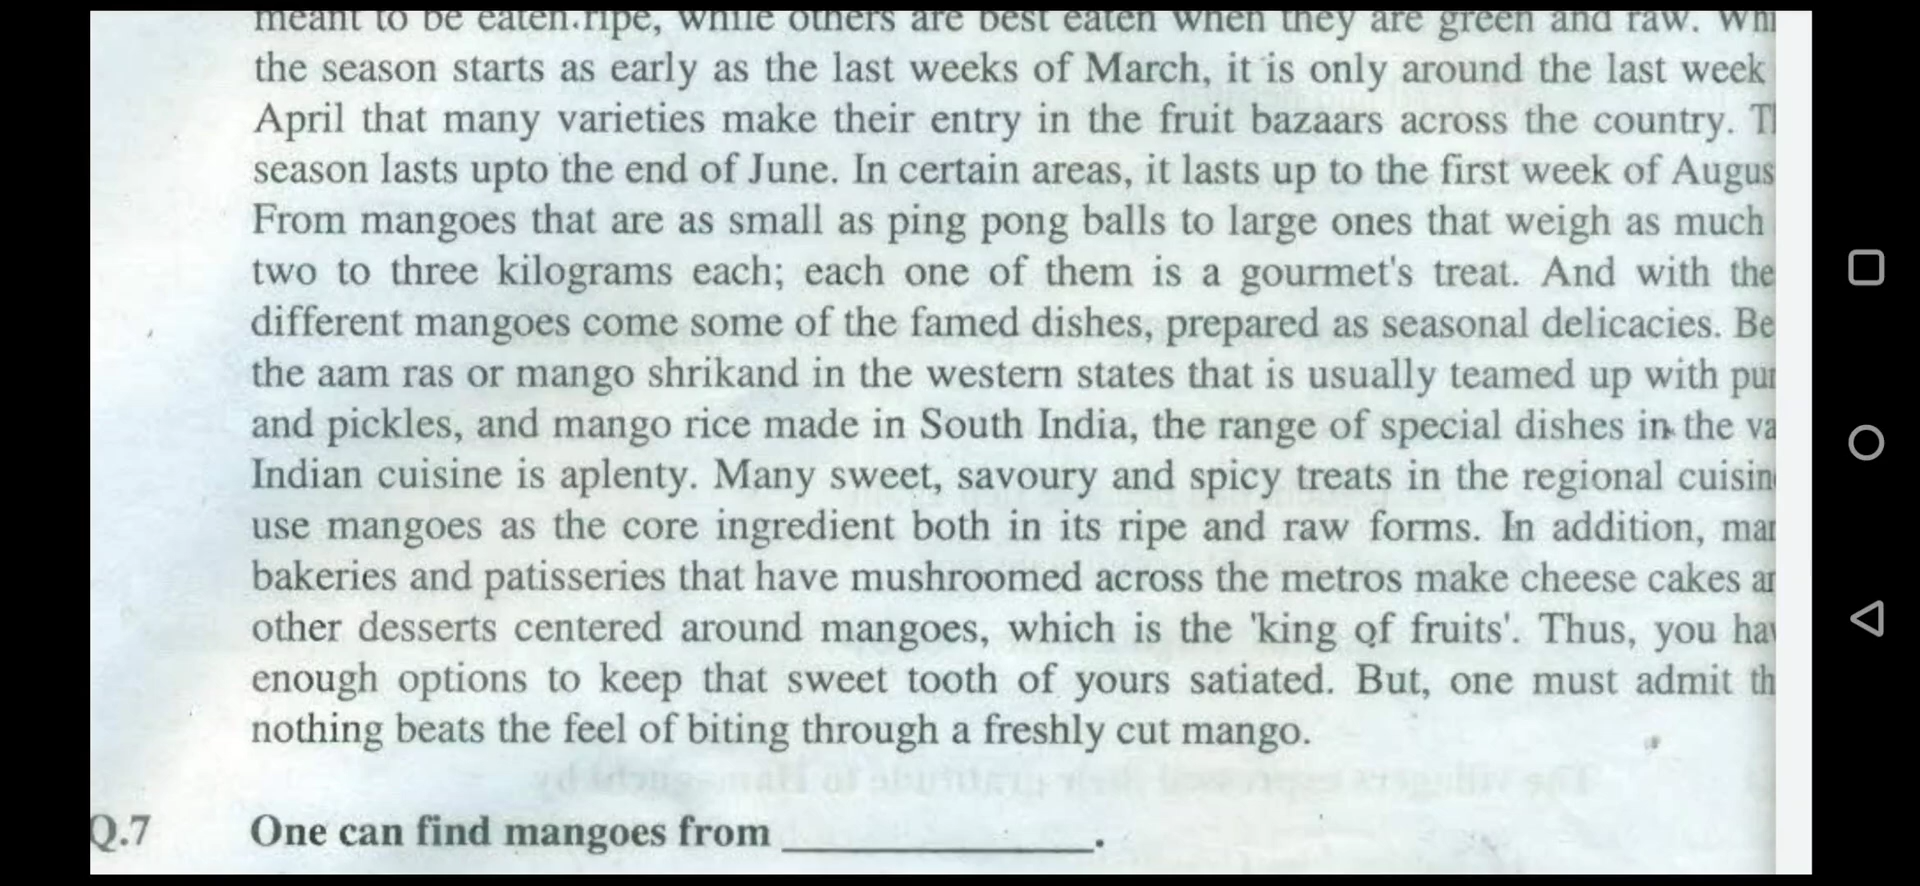 meant to be eaten ripe, while others are best eaten when they are green and raw.
the season starts as early as the last weeks of March, it is only around the last week
April that many varieties make their entry in the fruit bazaars across the country.
season lasts upto the end of June. In certain areas, it lasts up to the first week of Augus
From mangoes that are as small as ping pong balls to large ones that weigh as much
two to three kilograms each; each one of them is a gourmet's treat. And with the
different mangoes come some of the famed dishes, prepared as seasonal delicacies. Be
the aam ras or mango shrikand in the western states that is usually teamed up with
and pickles, and mango rice made in South India, the range of special dishes in the va
Indian cuisine is aplenty. Many sweet, savoury and spicy treats in the regional cuisin
use mangoes as the core ingredient both in its ripe and raw forms. In addition,
bakeries and patisseries that have mushroomed across the metros make cheese cakes
other desserts centered around mangoes, which is the 'king of fruits'. Thus, you
enough options to keep that sweet tooth of yours satiated. But, one must admit th
nothing beats the feel of biting through a freshly cut mango.
Q.7 One can find mangoes from ____________.